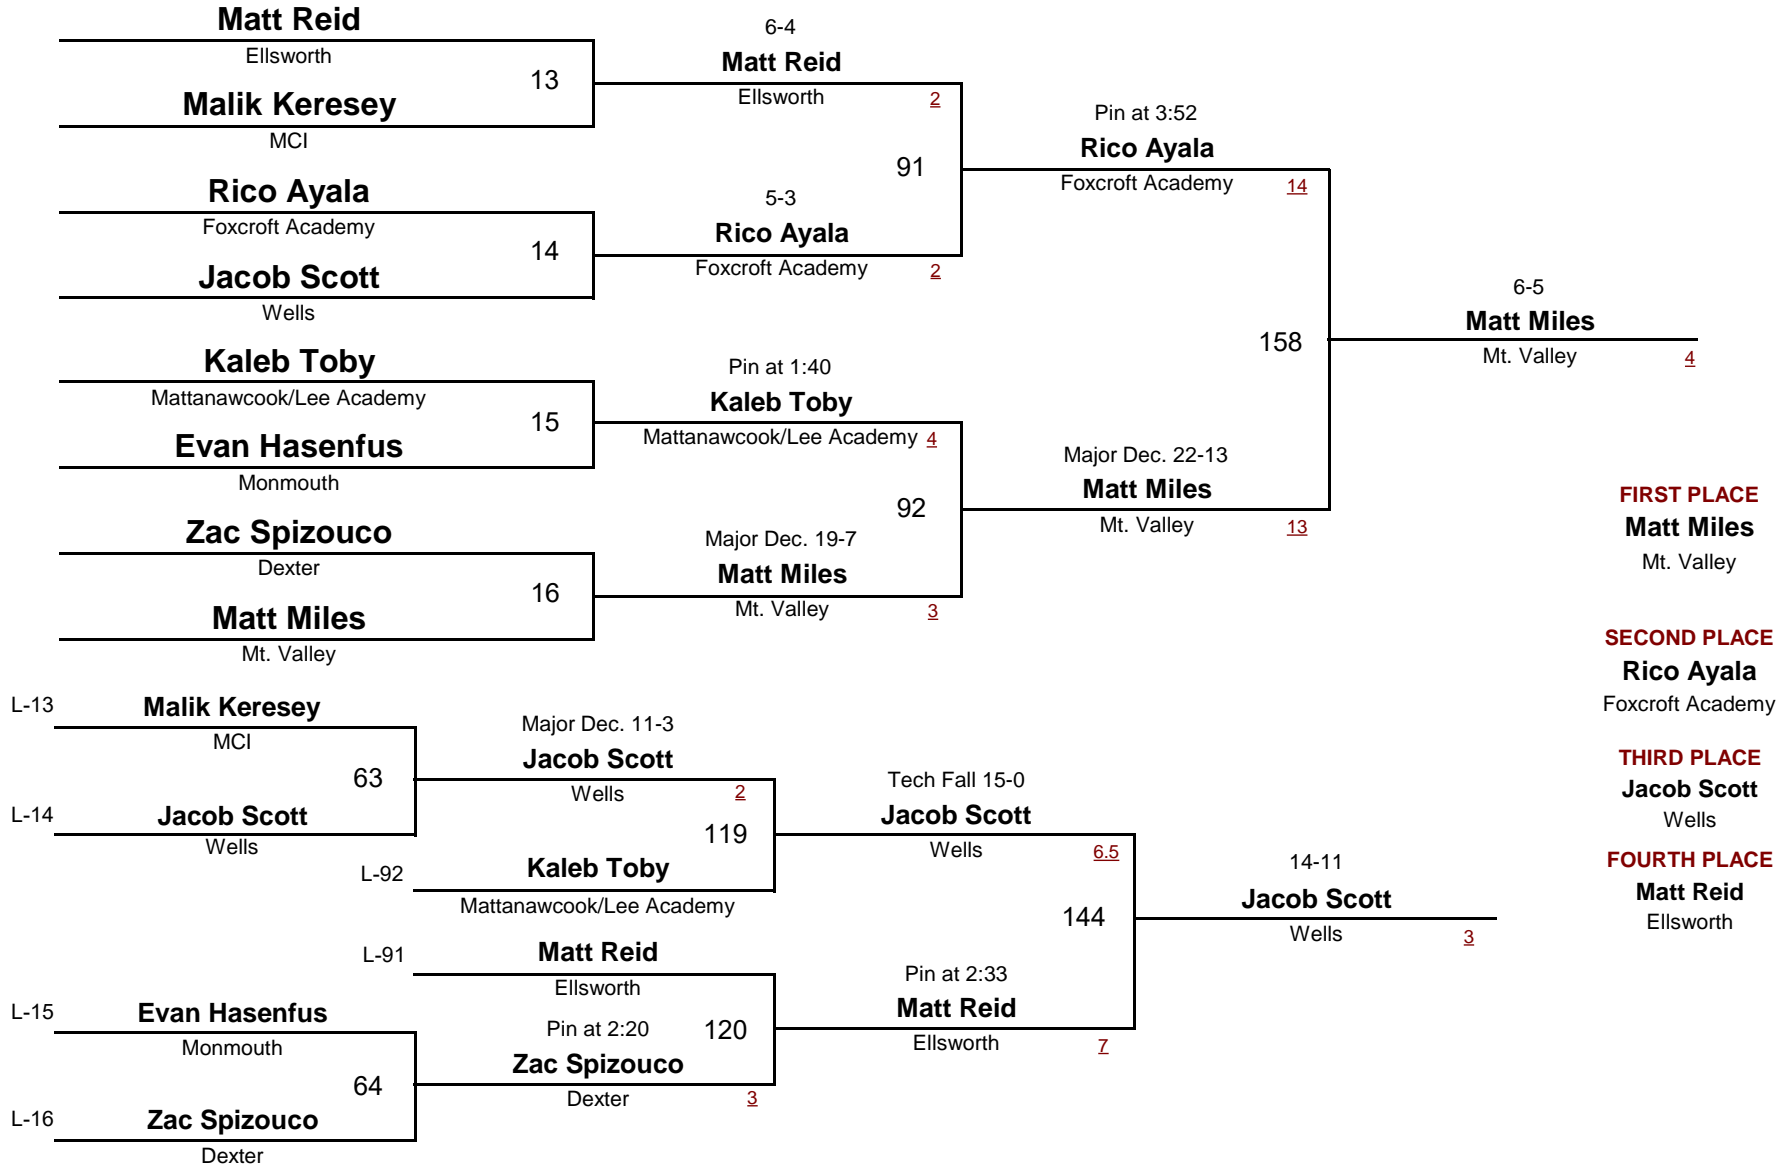 Matt Reid
Ellsworth
13
Malik Keresey
MCI
Rico Ayala
Foxcroft Academy
14
Jacob Scott
Wells
Kaleb Toby
Mattanawcook/Lee Academy
15
Evan Hasenfus
Monmouth
Zac Spizouco
Dexter
16
Matt Miles
Mt. Valley
6-4
Matt Reid
Ellsworth 2
91
5-3
Rico Ayala
Foxcroft Academy 2
Pin at 1:40
Kaleb Toby
Mattanawcook/Lee Academy 4
92
Major Dec. 19-7
Matt Miles
Mt. Valley 3
Pin at 3:52
Rico Ayala
Foxcroft Academy 14
158
Major Dec. 22-13
Matt Miles
Mt. Valley 13
6-5
Matt Miles
Mt. Valley 4
L-13 Malik Keresey
MCI
63
L-14 Jacob Scott
Wells
Major Dec. 11-3
Jacob Scott
Wells 2
119
L-92 Kaleb Toby
Mattanawcook/Lee Academy
L-91 Matt Reid
Ellsworth
120
Pin at 2:20
Zac Spizouco
Dexter 3
L-15 Evan Hasenfus
Monmouth
64
L-16 Zac Spizouco
Dexter
Tech Fall 15-0
Jacob Scott
Wells 6.5
144
Pin at 2:33
Matt Reid
Ellsworth 7
14-11
Jacob Scott
Wells 3
FIRST PLACE
Matt Miles
Mt. Valley
SECOND PLACE
Rico Ayala
Foxcroft Academy
THIRD PLACE
Jacob Scott
Wells
FOURTH PLACE
Matt Reid
Ellsworth